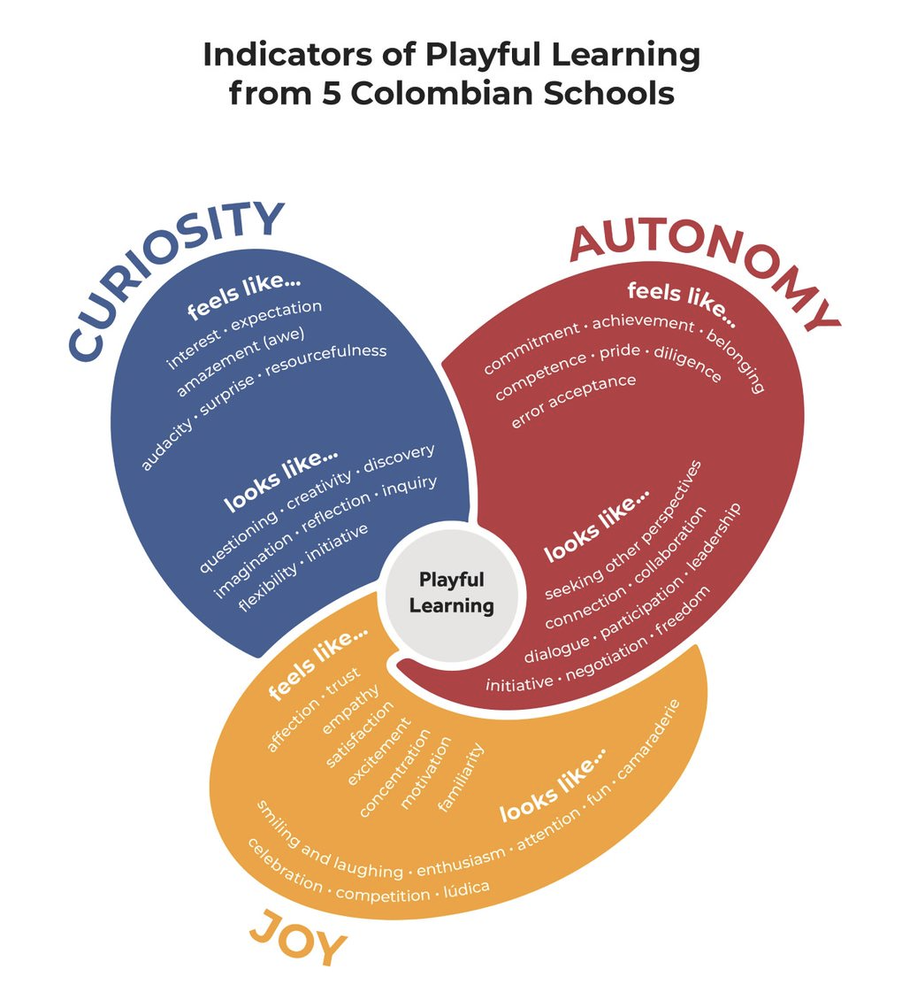 Indicators of Playful Learning
from 5 Colombian Schools
CURIOSITY
feels like...
interest • expectation
amazement (awe)
audacity • surprise • resourcefulness
looks like...
questioning • creativity • discovery
imagination • reflection • inquiry
flexibility • initiative
AUTONOMY
feels like...
commitment • achievement • belonging
competence • pride • diligence
error acceptance
looks like...
seeking other perspectives
connection • collaboration
dialogue • participation • leadership
initiative • negotiation • freedom
Playful
Learning
feels like...
affection • trust
empathy
satisfaction
excitement
concentration
motivation
familiarity
looks like...
smiling and laughing • enthusiasm • attention • fun • camaraderie
celebration • competition • lúdica
JOY